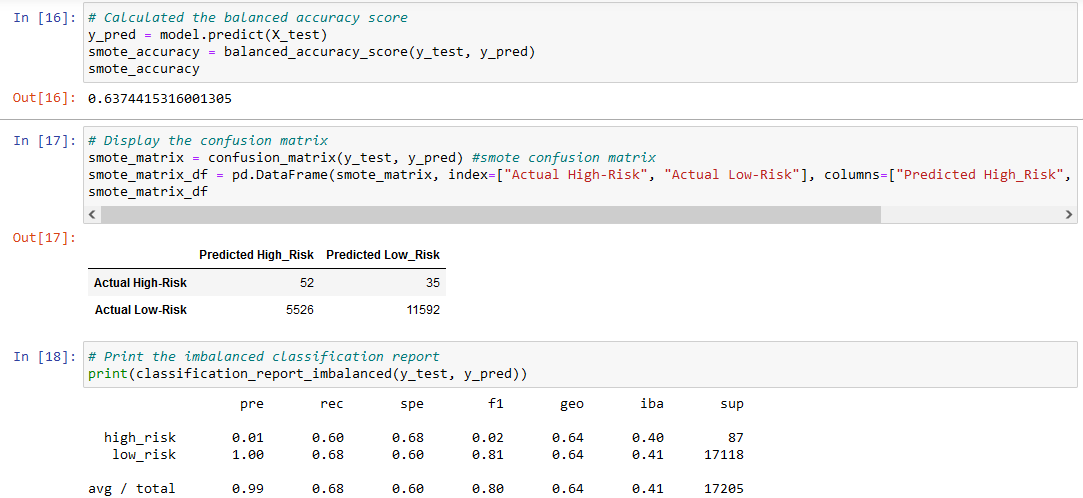 In [16]: # Calculated the balanced accuracy score
y_pred = model.predict(X_test)
smote_accuracy = balanced_accuracy_score(y_test, y_pred)
smote_accuracy
Out[16]: 0.6374415316001305
In [17]: # Display the confusion matrix
smote_matrix = confusion_matrix(y_test, y_pred) #smote confusion matrix
smote_matrix_df = pd.DataFrame(smote_matrix, index=["Actual High-Risk", "Actual Low-Risk"], columns=["Predicted High_Risk",
smote_matrix_df
Out[17]:
Predicted High_Risk Predicted Low_Risk
Actual High-Risk 52 35
Actual Low-Risk 5526 11592
In [18]: # Print the imbalanced classification report
print(classification_report_imbalanced(y_test, y_pred))
pre rec spe f1 geo iba sup
high_risk 0.01 0.60 0.68 0.02 0.64 0.40 87
low_risk 1.00 0.68 0.60 0.81 0.64 0.41 17118
avg / total 0.99 0.68 0.60 0.80 0.64 0.41 17205